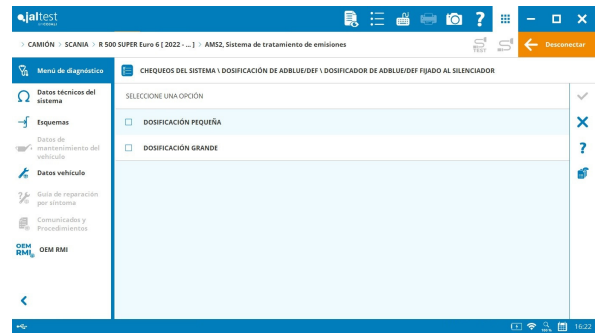 jaltest
BY COJALI
> CAMIÓN > SCANIA > R 500 SUPER Euro 6 [ 2022 - ... ] > AMS2, Sistema de tratamiento de emisiones
TEST
Desconectar
Menú de diagnóstico
CHEQUEOS DEL SISTEMA \ DOSIFICACIÓN DE ADBLUE/DEF \ DOSIFICADOR DE ADBLUE/DEF FIJADO AL SILENCIADOR
Datos técnicos del
sistema
SELECCIONE UNA OPCIÓN
Esquemas
DOSIFICACIÓN PEQUEÑA
Datos de
mantenimiento del
vehículo
DOSIFICACIÓN GRANDE
Datos vehículo
Guía de reparación
por síntoma
Comunicados y
Procedimientos
OEM
RMI
OEM RMI
16:22